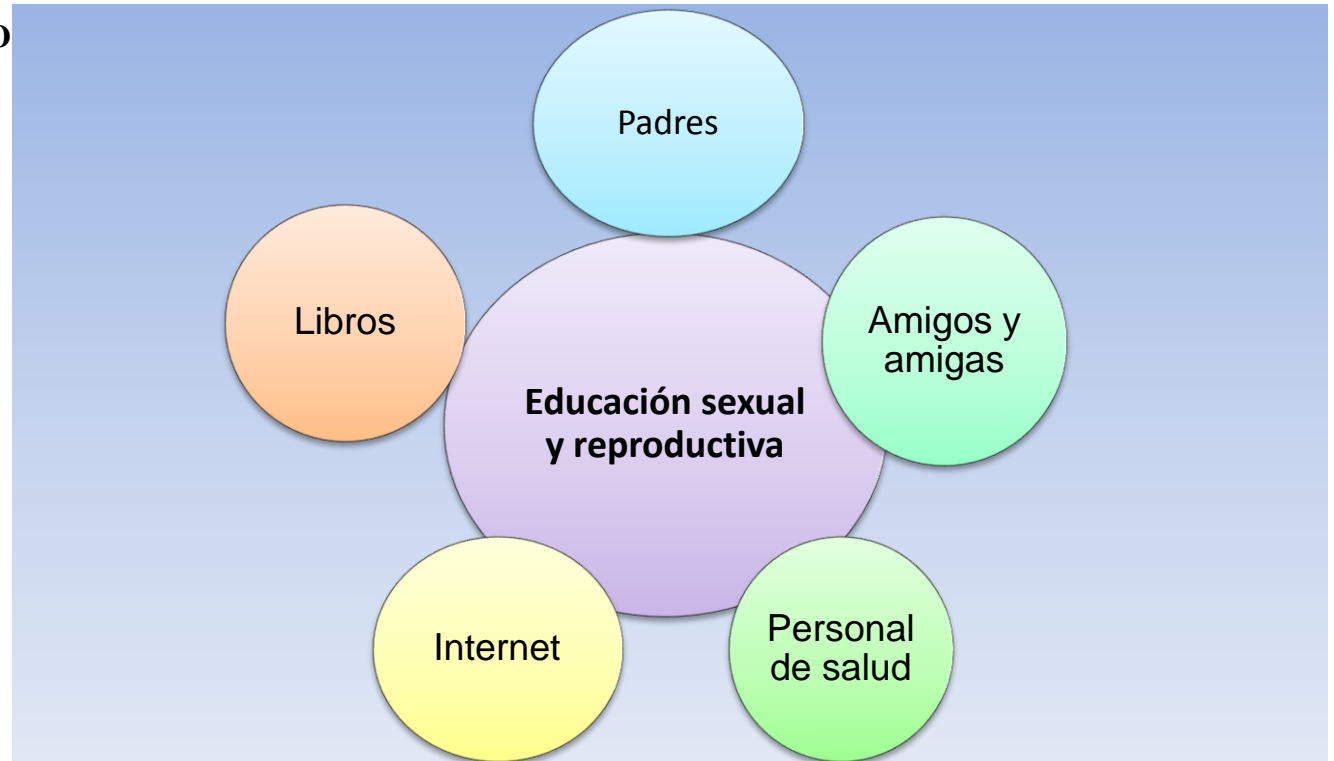 Padres
Libros
Amigos y
amigas
Educación sexual
y reproductiva
Internet
Personal
de salud